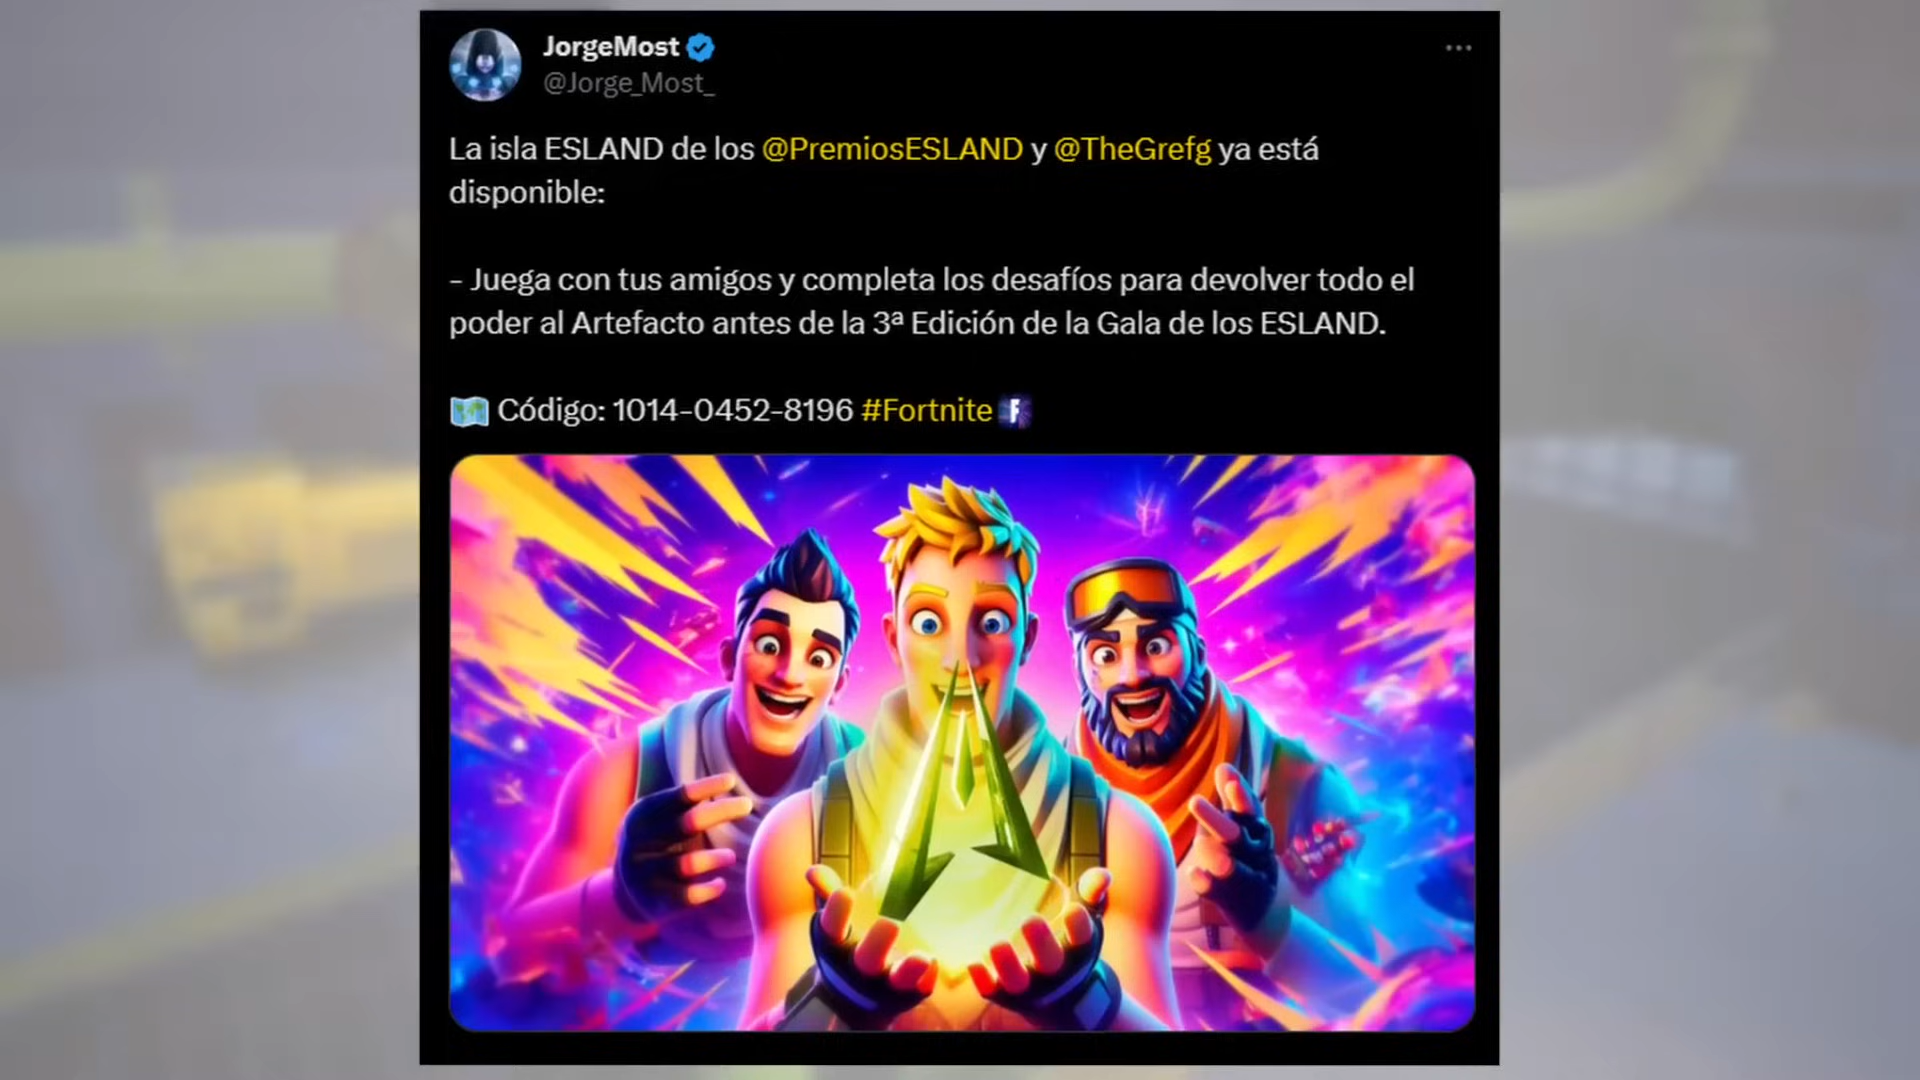 JorgeMost
@Jorge_Most_
La isla ESLAND de los @PremiosESLAND y @TheGrefg ya está
disponible:
- Juega con tus amigos y completa los desafíos para devolver todo el
poder al Artefacto antes de la 3ª Edición de la Gala de los ESLAND.
Código: 1014-0452-8196 #Fortnite